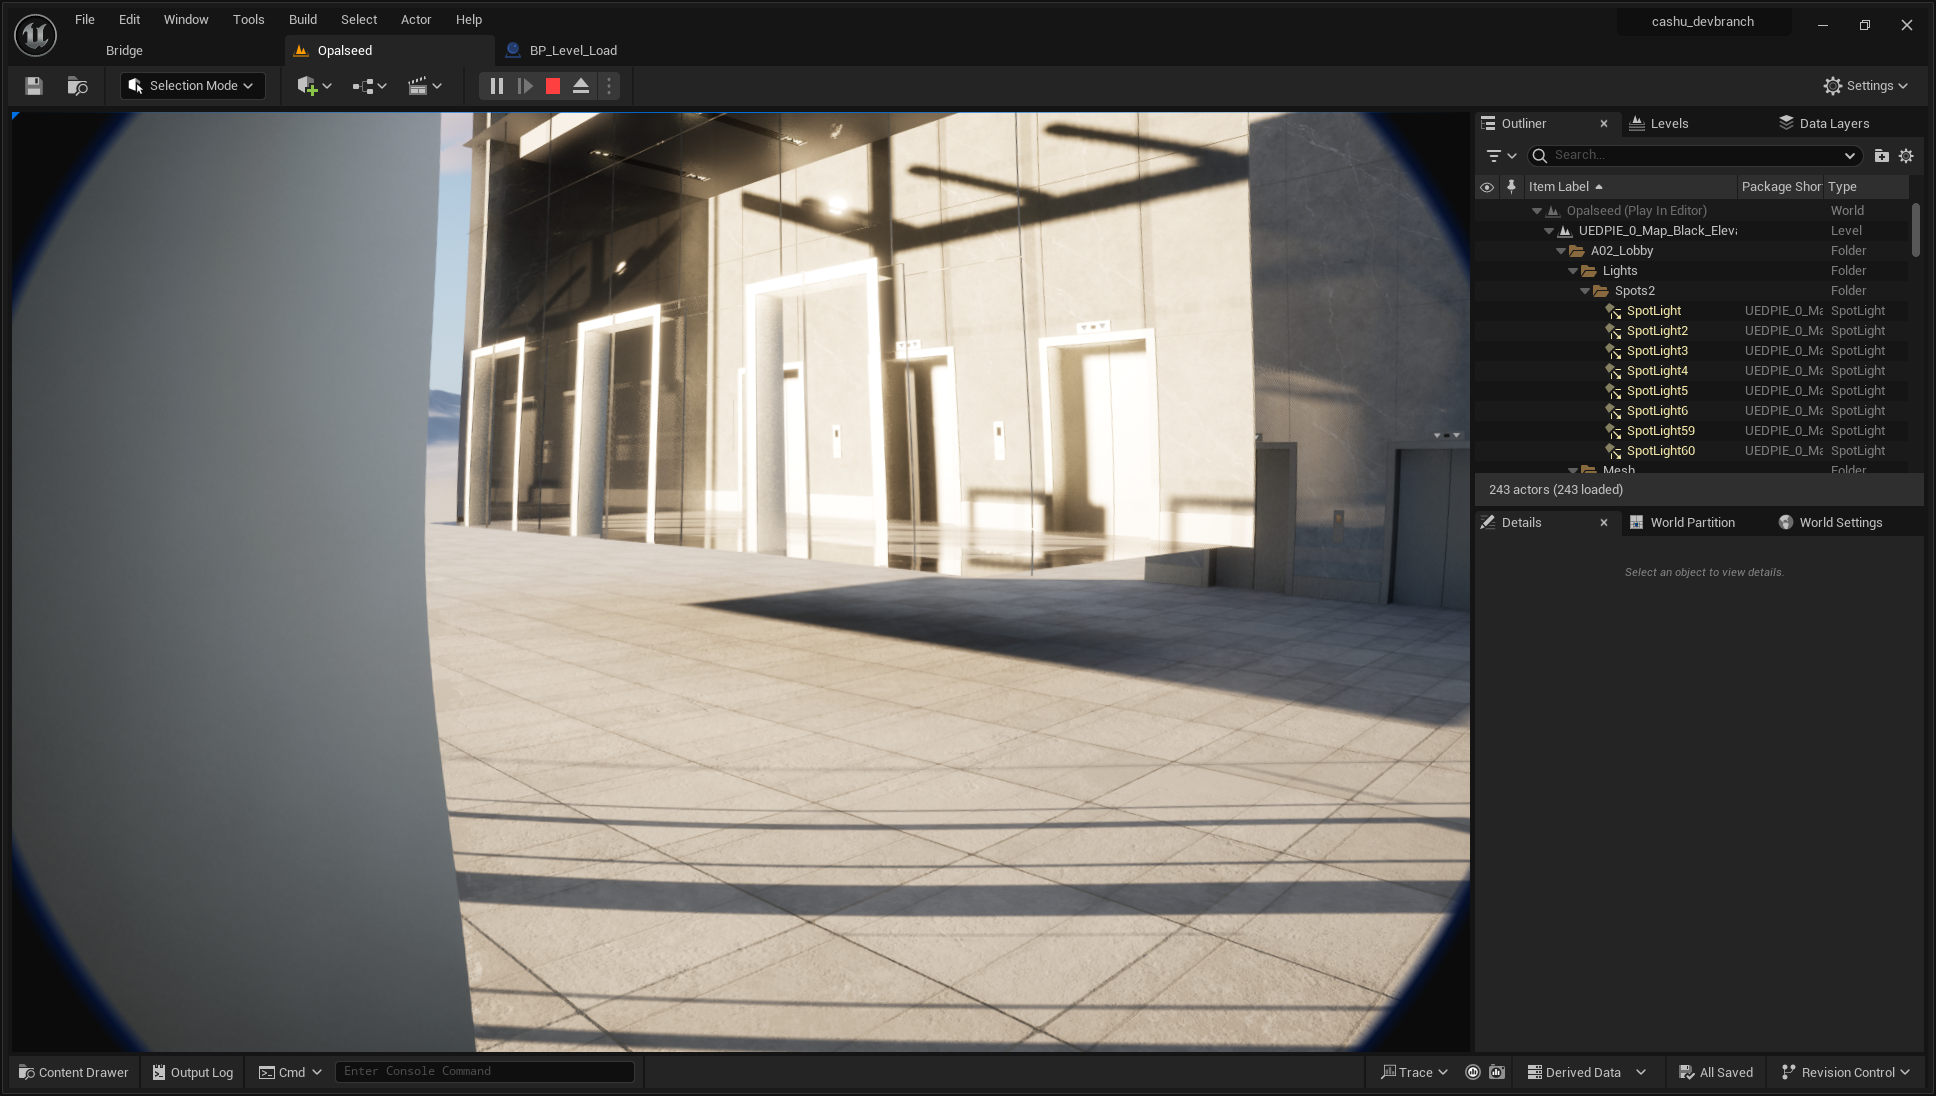 File Edit Window Tools Build Select Actor Help
cashu_devbranch
Bridge
Opalseed
BP_Level_Load
Selection Mode
Settings
Outliner
Levels
Data Layers
Search...
Item Label Package Shor Type
Opalseed (Play In Editor) World
UEDPIE_0_Map_Black_Eleva Level
A02_Lobby Folder
Lights Folder
Spots2 Folder
SpotLight UEDPIE_0_Ma SpotLight
SpotLight2 UEDPIE_0_Ma SpotLight
SpotLight3 UEDPIE_0_Ma SpotLight
SpotLight4 UEDPIE_0_Ma SpotLight
SpotLight5 UEDPIE_0_Ma SpotLight
SpotLight6 UEDPIE_0_Ma SpotLight
SpotLight59 UEDPIE_0_Ma SpotLight
SpotLight60 UEDPIE_0_Ma SpotLight
Mesh Folder
243 actors (243 loaded)
Details
World Partition
World Settings
Select an object to view details.
Content Drawer
Output Log
Cmd
Enter Console Command
Trace
Derived Data
All Saved
Revision Control